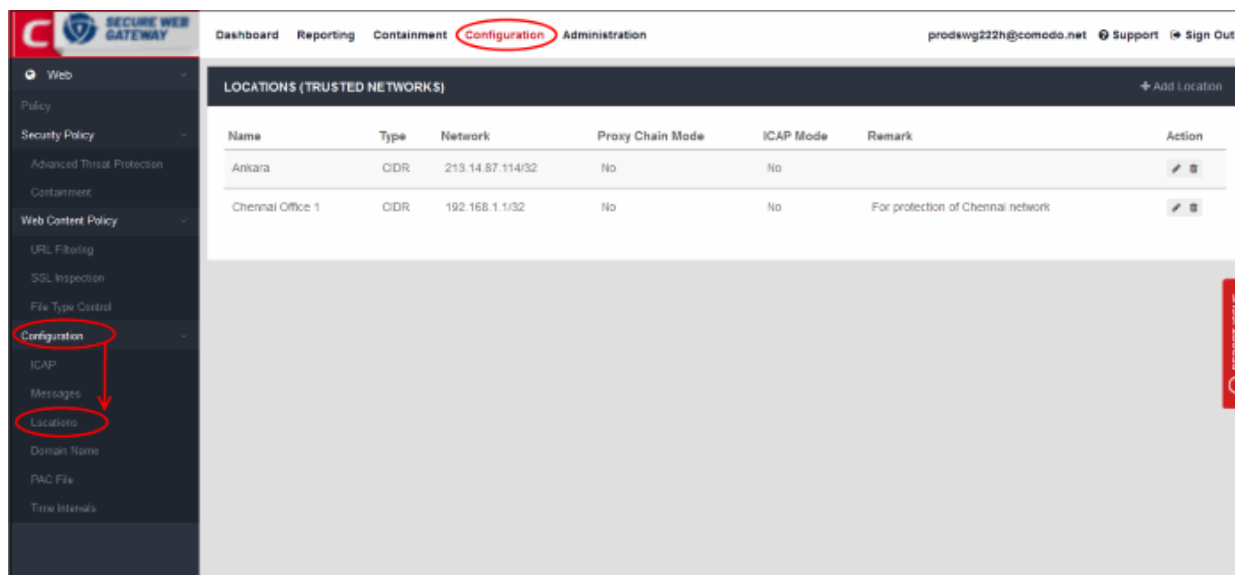 C SECURE WEB GATEWAY
Dashboard Reporting Containment Configuration Administration prodswg222h@comodo.net Support Sign Out
Web
Policy
Security Policy
Advanced Threat Protection
Containment
Web Content Policy
URL Filtering
SSL Inspection
File Type Control
Configuration
ICAP
Messages
Locations
Domain Name
PAC File
Time Intervals
LOCATIONS (TRUSTED NETWORKS) + Add Location
Name Type Network Proxy Chain Mode ICAP Mode Remark Action
Ankara CIDR 213.14.87.114/32 No No
Chennai Office 1 CIDR 192.168.1.1/32 No No For protection of Chennai network
REPORT ISSUE